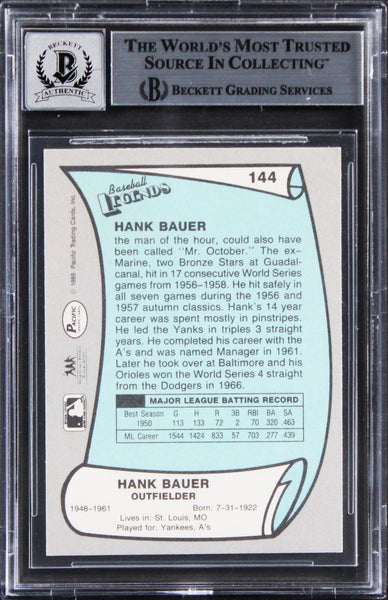 BECKETT
B
AUTHENTIC
THE WORLD'S MOST TRUSTED
SOURCE IN COLLECTING™
B BECKETT GRADING SERVICES
144
Baseball
LEGENDS
HANK BAUER
the man of the hour, could also have
been called "Mr. October." The ex-
Marine, two Bronze Stars at Guadal-
canal, hit in 17 consecutive World Series
games from 1956-1958. He hit safely in
all seven games during the 1956 and
1957 autumn classics. Hank's 14 year
career was spent mostly in pinstripes.
He led the Yanks in triples 3 straight
years. He completed his career with the
A's and was named Manager in 1961.
Later he took over at Baltimore and his
Orioles won the World Series 4 straight
from the Dodgers in 1966.
MAJOR LEAGUE BATTING RECORD
Best Season G H R 3B RBI BA SA
1950 113 133 72 2 70 .320 .463
ML Career 1544 1424 833 57 703 .277 .439
HANK BAUER
OUTFIELDER
1948-1961 Born: 7-31-1922
Lives in: St. Louis, MO
Played for: Yankees, A's
© 1989 Pacific Trading Cards, Inc.
Pacific